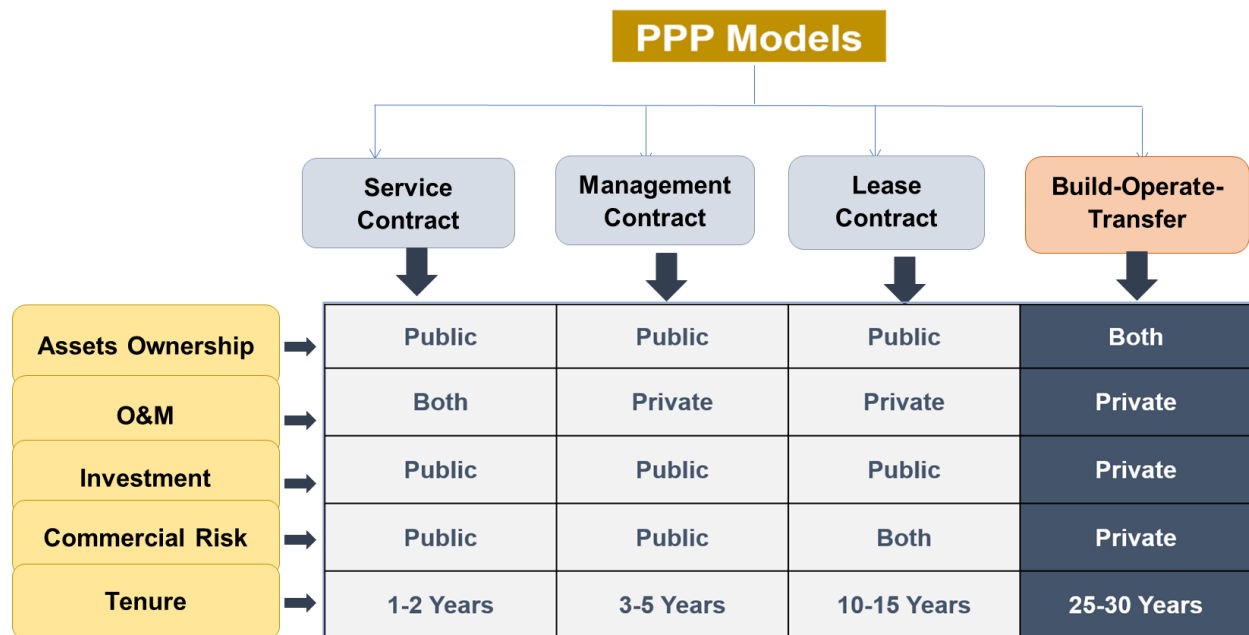 PPP Models
Service
Contract
Management
Contract
Lease
Contract
Build-Operate-
Transfer
Assets Ownership
Public
Public
Public
Both
O&M
Both
Private
Private
Private
Investment
Public
Public
Public
Private
Commercial Risk
Public
Public
Both
Private
Tenure
1-2 Years
3-5 Years
10-15 Years
25-30 Years